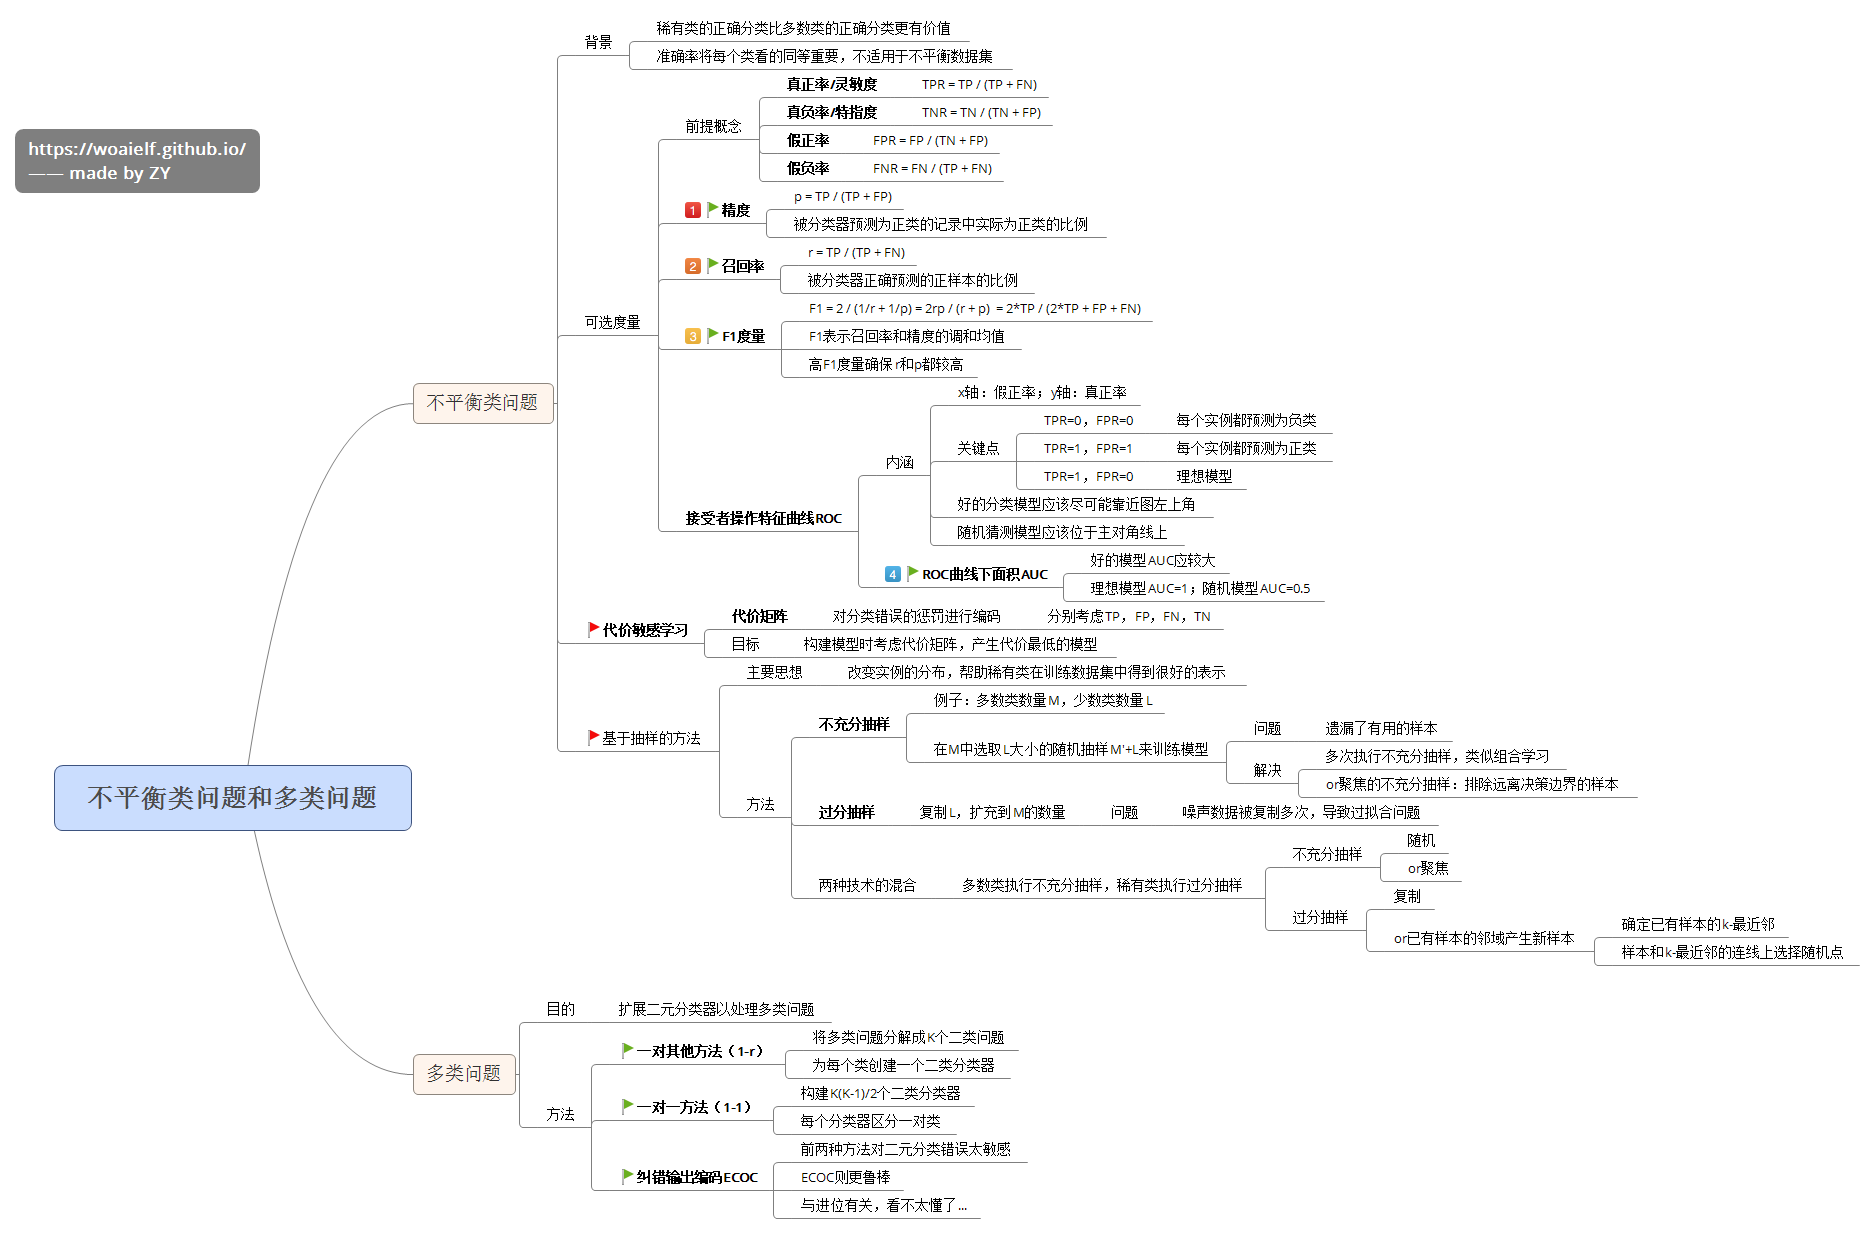 https://woaielf.github.io/
—— made by ZY
不平衡类问题和多类问题
不平衡类问题
背景
稀有类的正确分类比多数类的正确分类更有价值
准确率将每个类看的同等重要，不适用于不平衡数据集
可选度量
前提概念
真正率/灵敏度 TPR = TP / (TP + FN)
真负率/特指度 TNR = TN / (TN + FP)
假正率 FPR = FP / (TN + FP)
假负率 FNR = FN / (TP + FN)
1 精度
p = TP / (TP + FP)
被分类器预测为正类的记录中实际为正类的比例
2 召回率
r = TP / (TP + FN)
被分类器正确预测的正样本的比例
3 F1度量
F1 = 2 / (1/r + 1/p) = 2rp / (r + p) = 2*TP / (2*TP + FP + FN)
F1表示召回率和精度的调和均值
高F1度量确保r和p都较高
接受者操作特征曲线ROC
内涵
x轴：假正率；y轴：真正率
关键点
TPR=0，FPR=0 每个实例都预测为负类
TPR=1，FPR=1 每个实例都预测为正类
TPR=1，FPR=0 理想模型
好的分类模型应该尽可能靠近图左上角
随机猜测模型应该位于主对角线上
4 ROC曲线下面积AUC
好的模型AUC应较大
理想模型AUC=1；随机模型AUC=0.5
代价敏感学习
代价矩阵 对分类错误的惩罚进行编码 分别考虑TP，FP，FN，TN
目标 构建模型时考虑代价矩阵，产生代价最低的模型
基于抽样的方法
主要思想 改变实例的分布，帮助稀有类在训练数据集中得到很好的表示
方法
不充分抽样
例子：多数类数量M，少数类数量L
在M中选取L大小的随机抽样M'+L来训练模型
问题 遗漏了有用的样本
解决
多次执行不充分抽样，类似组合学习
or聚焦的不充分抽样：排除远离决策边界的样本
过分抽样 复制L，扩充到M的数量 问题 噪声数据被复制多次，导致过拟合问题
两种技术的混合 多数类执行不充分抽样，稀有类执行过分抽样
不充分抽样
随机
or聚焦
过分抽样
复制
or已有样本的邻域产生新样本
确定已有样本的k-最近邻
样本和k-最近邻的连线上选择随机点
多类问题
目的 扩展二元分类器以处理多类问题
方法
一对其他方法（1-r）
将多类问题分解成K个二类问题
为每个类创建一个二类分类器
一对一方法（1-1）
构建K(K-1)/2个二类分类器
每个分类器区分一对类
纠错输出编码ECOC
前两种方法对二元分类错误太敏感
ECOC则更鲁棒
与进位有关，看不太懂了...